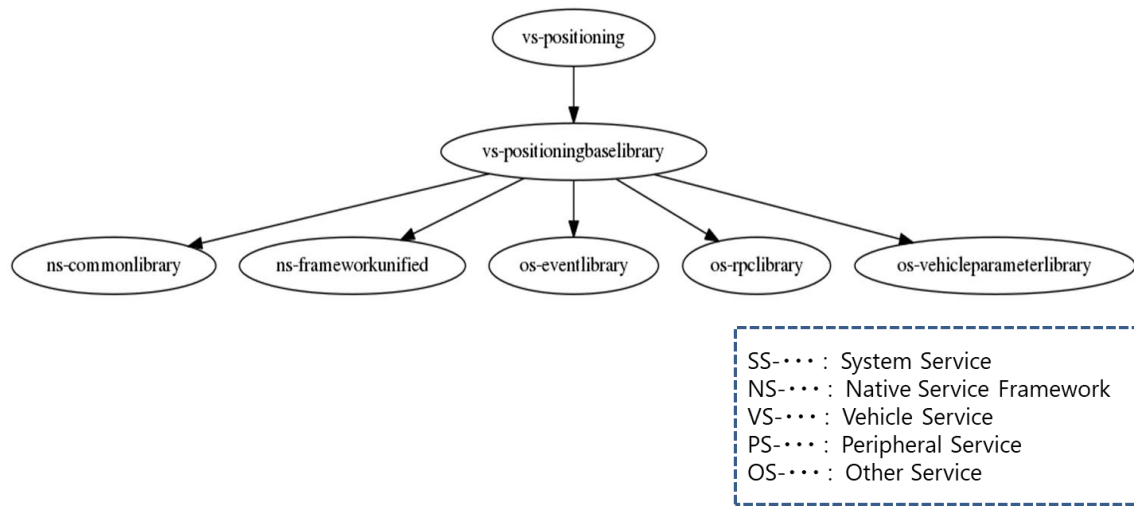 vs-positioning
vs-positioningbaselibrary
ns-commonlibrary
ns-frameworkunified
os-eventlibrary
os-rpclibrary
os-vehicleparameterlibrary
SS-･･･ : System Service
NS-･･･ : Native Service Framework
VS-･･･ : Vehicle Service
PS-･･･ : Peripheral Service
OS-･･･ : Other Service